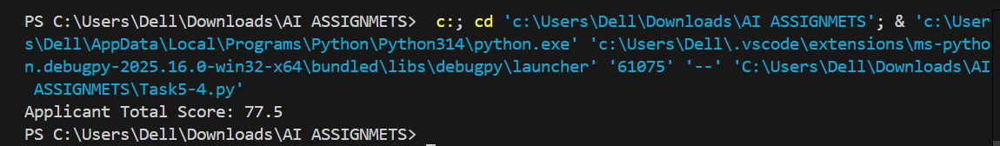 PS C:\Users\Dell\Downloads\AI ASSIGNMETS>  c:; cd 'c:\Users\Dell\Downloads\AI ASSIGNMETS'; & 'c:\User
s\Dell\AppData\Local\Programs\Python\Python314\python.exe' 'c:\Users\Dell\.vscode\extensions\ms-pytho
n.debugpy-2025.16.0-win32-x64\bundled\libs\debugpy\launcher' '61075' '--' 'C:\Users\Dell\Downloads\AI
 ASSIGNMETS\Task5-4.py'
Applicant Total Score: 77.5
PS C:\Users\Dell\Downloads\AI ASSIGNMETS>